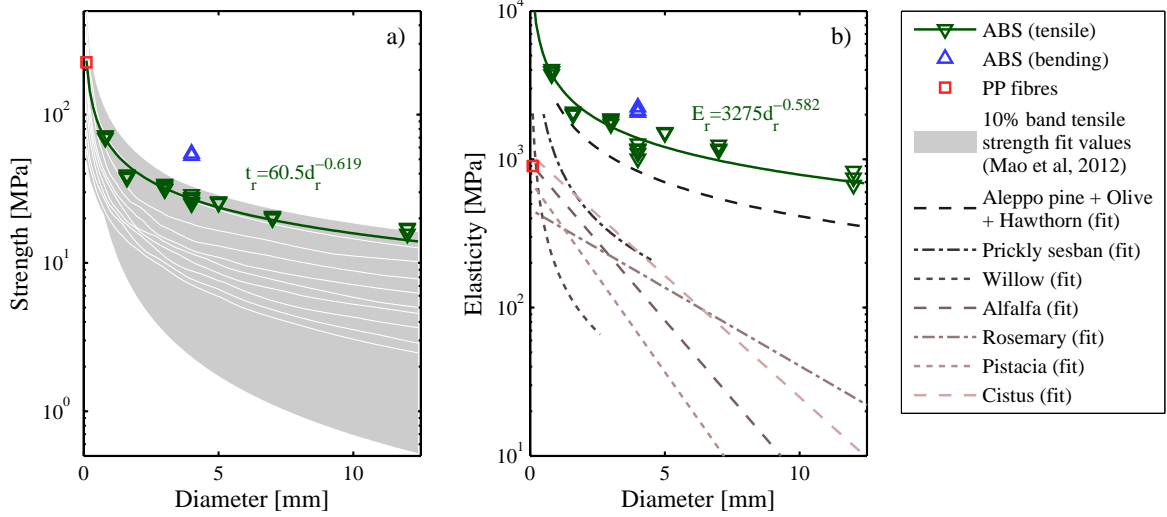 a)
t_r=60.5d_r^−0.619
10^2
10^1
10^0
0
5
10
Strength [MPa]
Diameter [mm]
b)
E_r=3275d_r^−0.582
10^4
10^3
10^2
10^1
0
5
10
Elasticity [MPa]
Diameter [mm]
ABS (tensile)
ABS (bending)
PP fibres
10% band tensile
strength fit values
(Mao et al, 2012)
Aleppo pine + Olive
+ Hawthorn (fit)
Prickly sesban (fit)
Willow (fit)
Alfalfa (fit)
Rosemary (fit)
Pistacia (fit)
Cistus (fit)